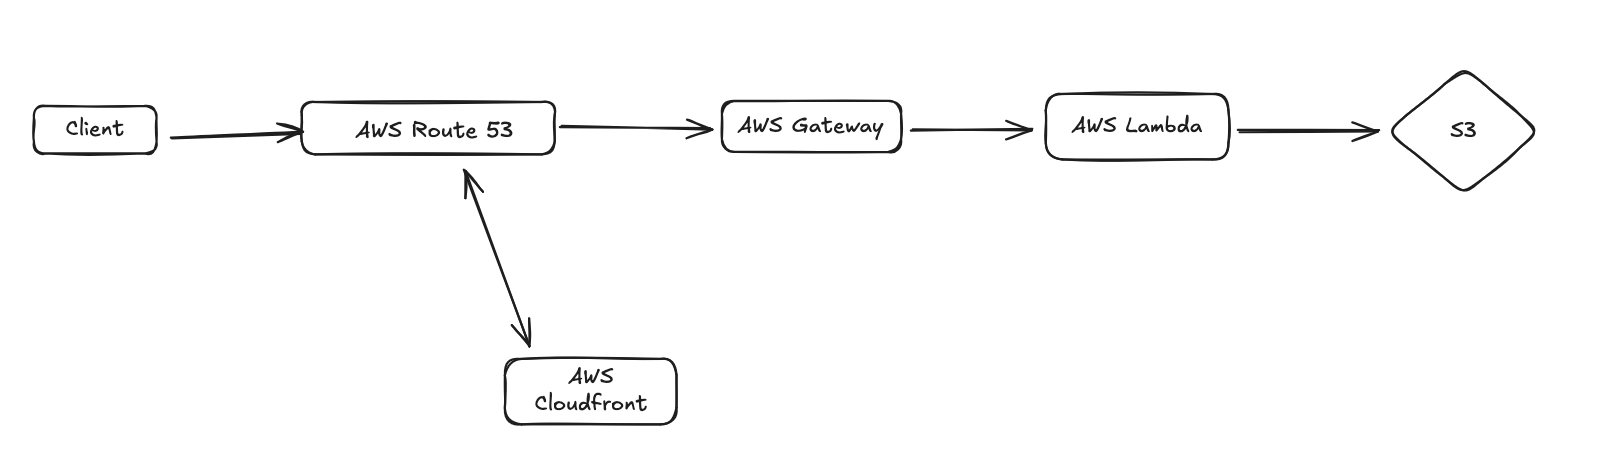 Client
AWS Route 53
AWS Gateway
AWS Lambda
S3
AWS
Cloudfront